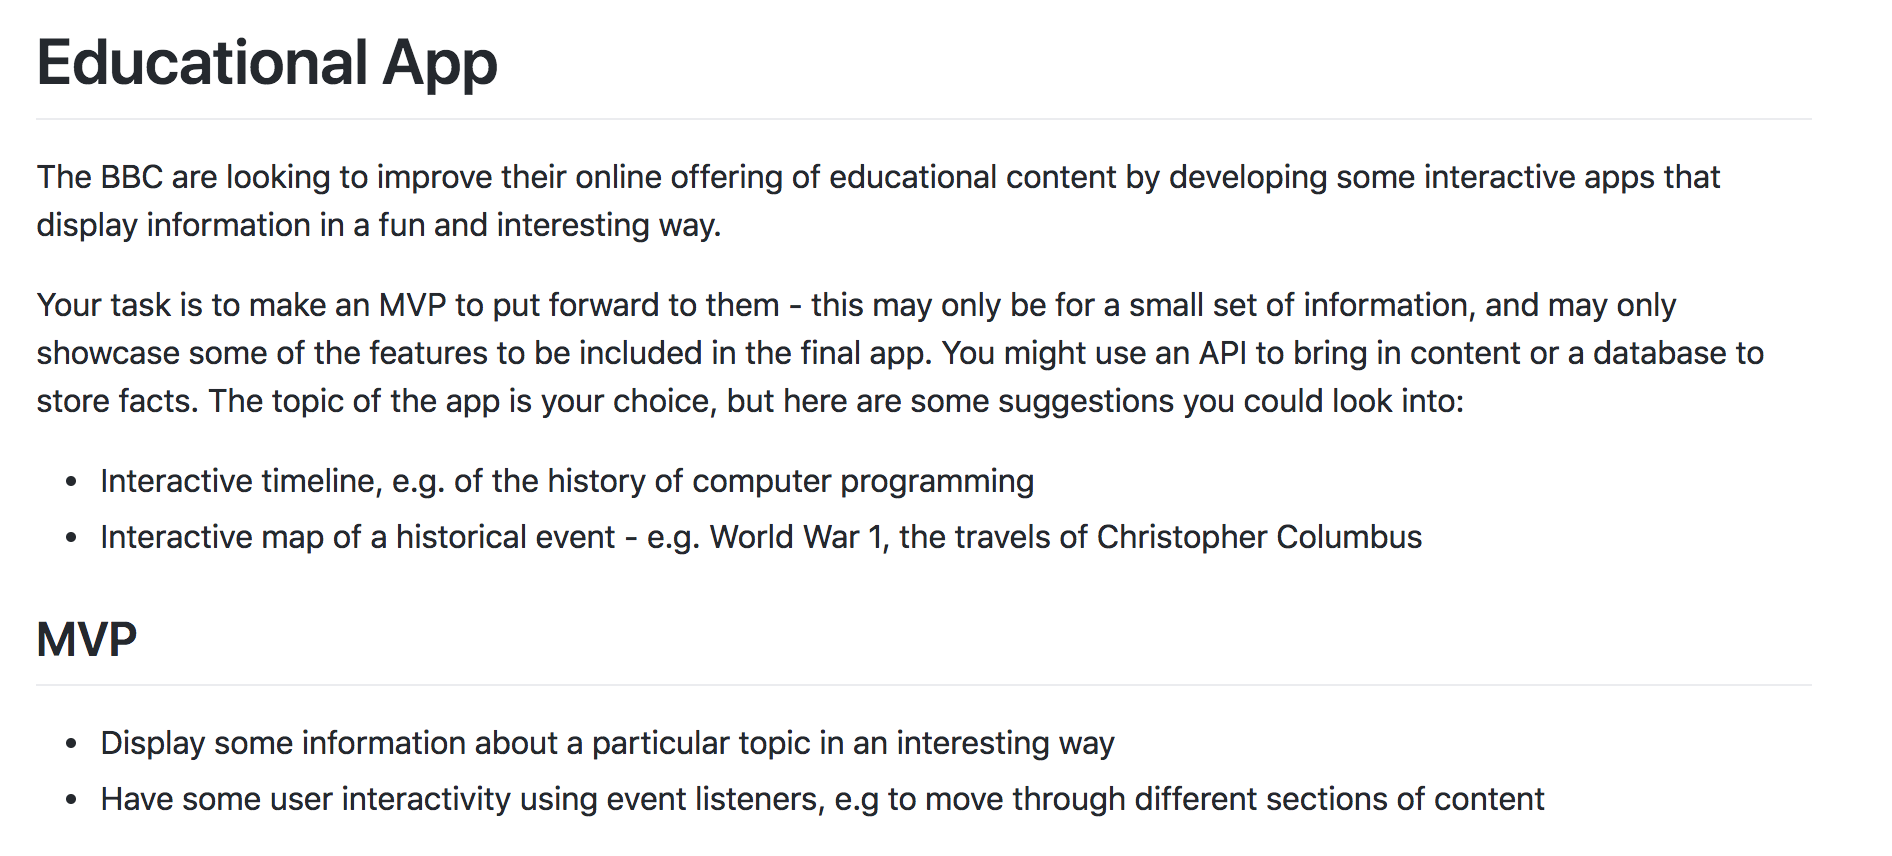 Educational App
The BBC are looking to improve their online offering of educational content by developing some interactive apps that
display information in a fun and interesting way.
Your task is to make an MVP to put forward to them - this may only be for a small set of information, and may only
showcase some of the features to be included in the final app. You might use an API to bring in content or a database to
store facts. The topic of the app is your choice, but here are some suggestions you could look into:
• Interactive timeline, e.g. of the history of computer programming
• Interactive map of a historical event - e.g. World War 1, the travels of Christopher Columbus
MVP
• Display some information about a particular topic in an interesting way
• Have some user interactivity using event listeners, e.g to move through different sections of content